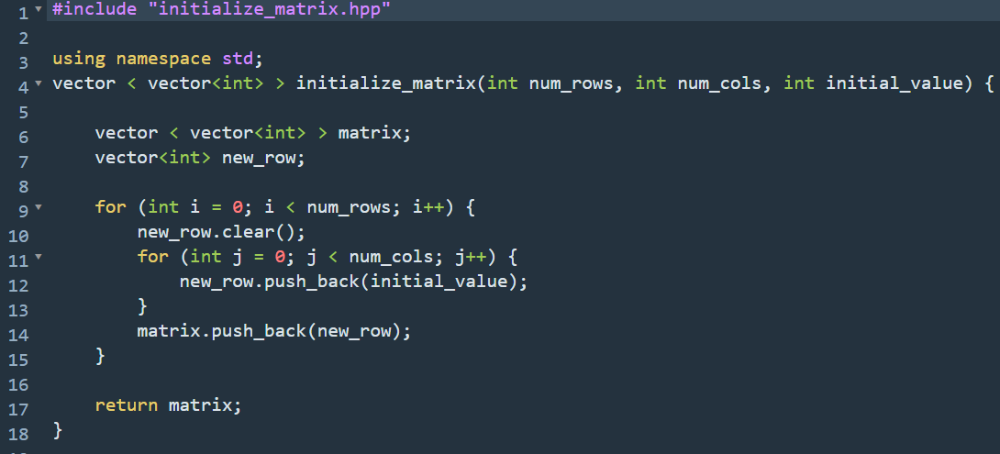 1 #include "initialize_matrix.hpp"
2
3 using namespace std;
4 vector < vector<int> > initialize_matrix(int num_rows, int num_cols, int initial_value) {
5
6     vector < vector<int> > matrix;
7     vector<int> new_row;
8
9     for (int i = 0; i < num_rows; i++) {
10         new_row.clear();
11         for (int j = 0; j < num_cols; j++) {
12             new_row.push_back(initial_value);
13         }
14         matrix.push_back(new_row);
15     }
16
17     return matrix;
18 }